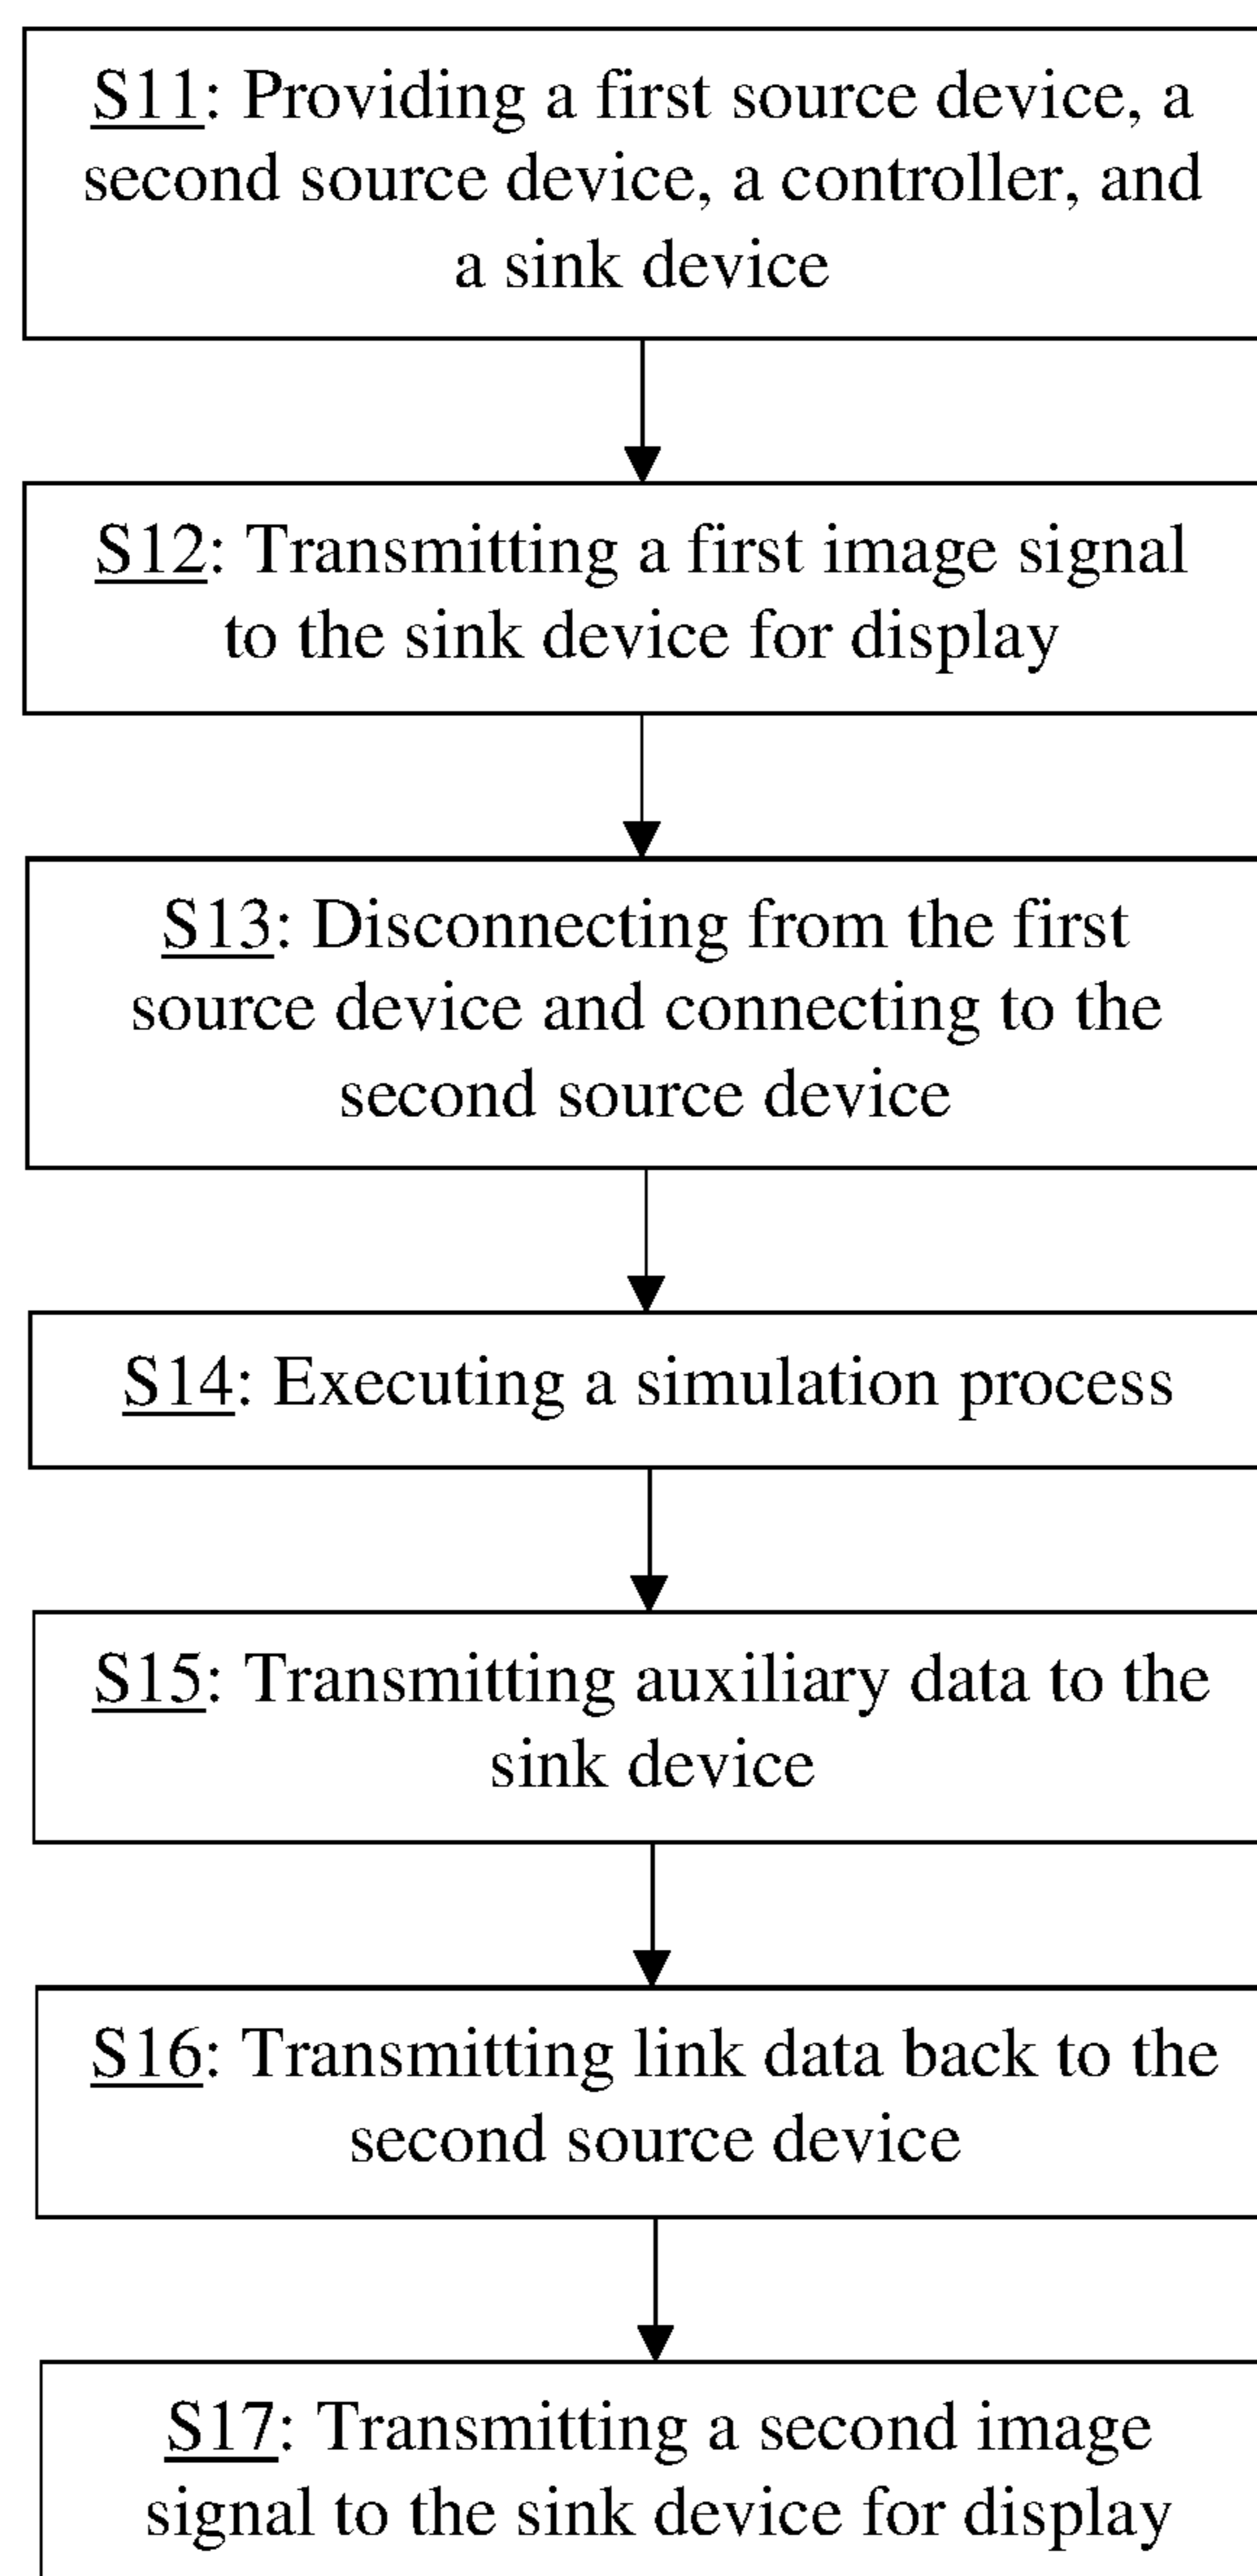 S11: Providing a first source device, a
second source device, a controller, and
a sink device
S12: Transmitting a first image signal
to the sink device for display
S13: Disconnecting from the first
source device and connecting to the
second source device
S14: Executing a simulation process
S15: Transmitting auxiliary data to the
sink device
S16: Transmitting link data back to the
second source device
S17: Transmitting a second image
signal to the sink device for display